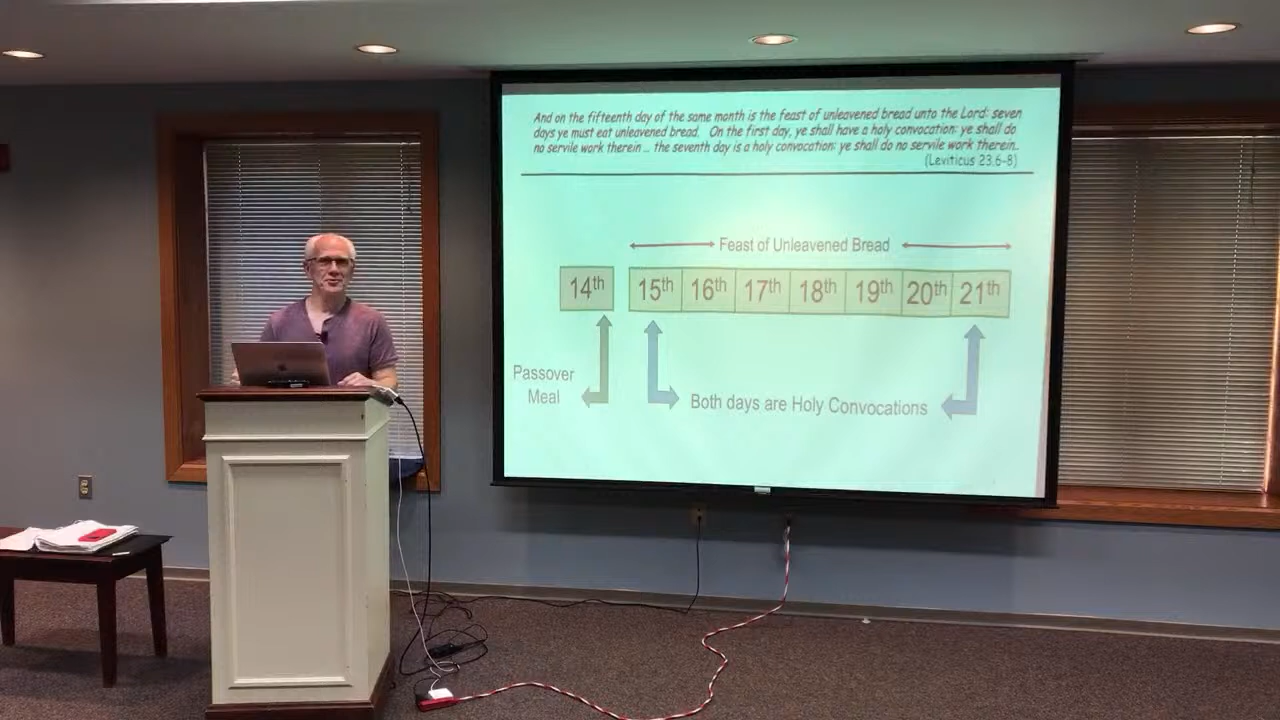 And on the fifteenth day of the same month is the feast of unleavened bread unto the Lord: seven
days ye must eat unleavened bread. On the first day, ye shall have a holy convocation: ye shall do
no servile work therein ... the seventh day is a holy convocation: ye shall do no servile work therein..
(Leviticus 23.6-8)
Feast of Unleavened Bread
14th 15th 16th 17th 18th 19th 20th 21th
Passover
Meal
Both days are Holy Convocations